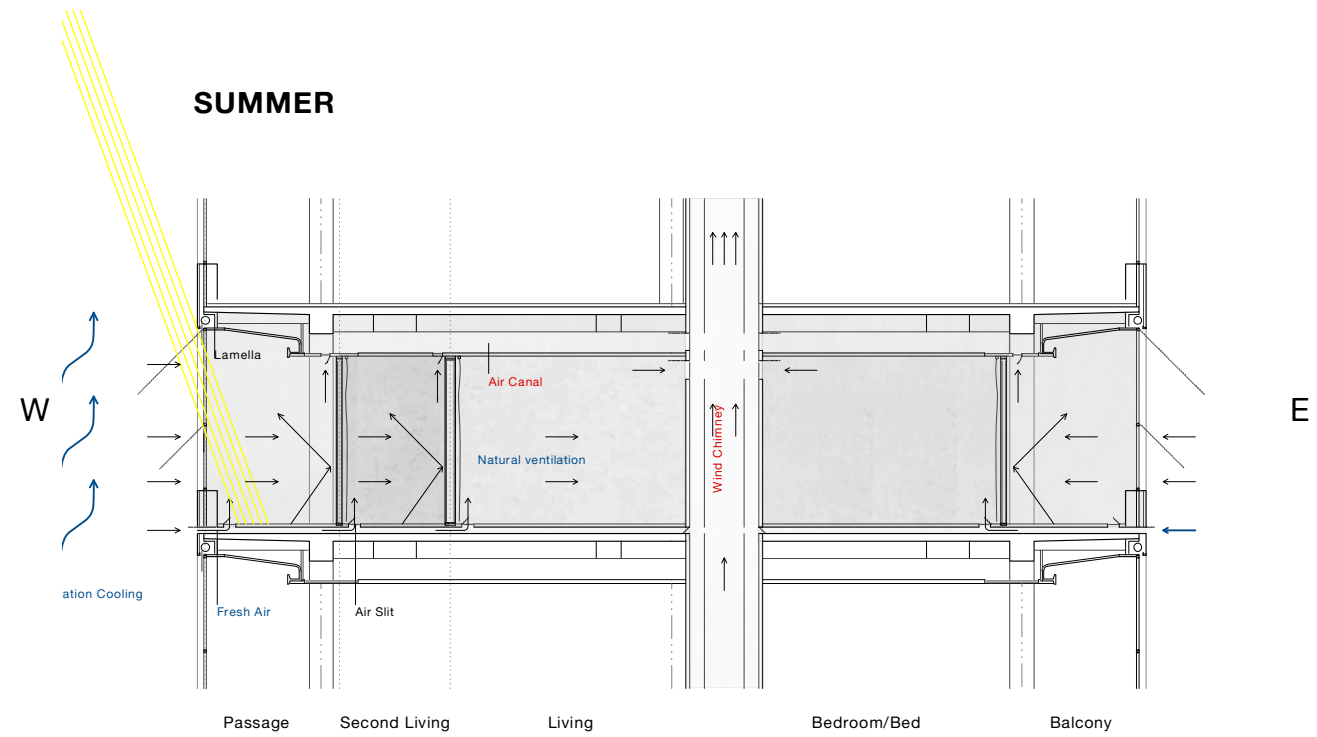 SUMMER
Lamella
Air Canal
W
E
Wind Chimney
Natural ventilation
ation Cooling
Fresh Air
Air Slit
Passage
Second Living
Living
Bedroom/Bed
Balcony